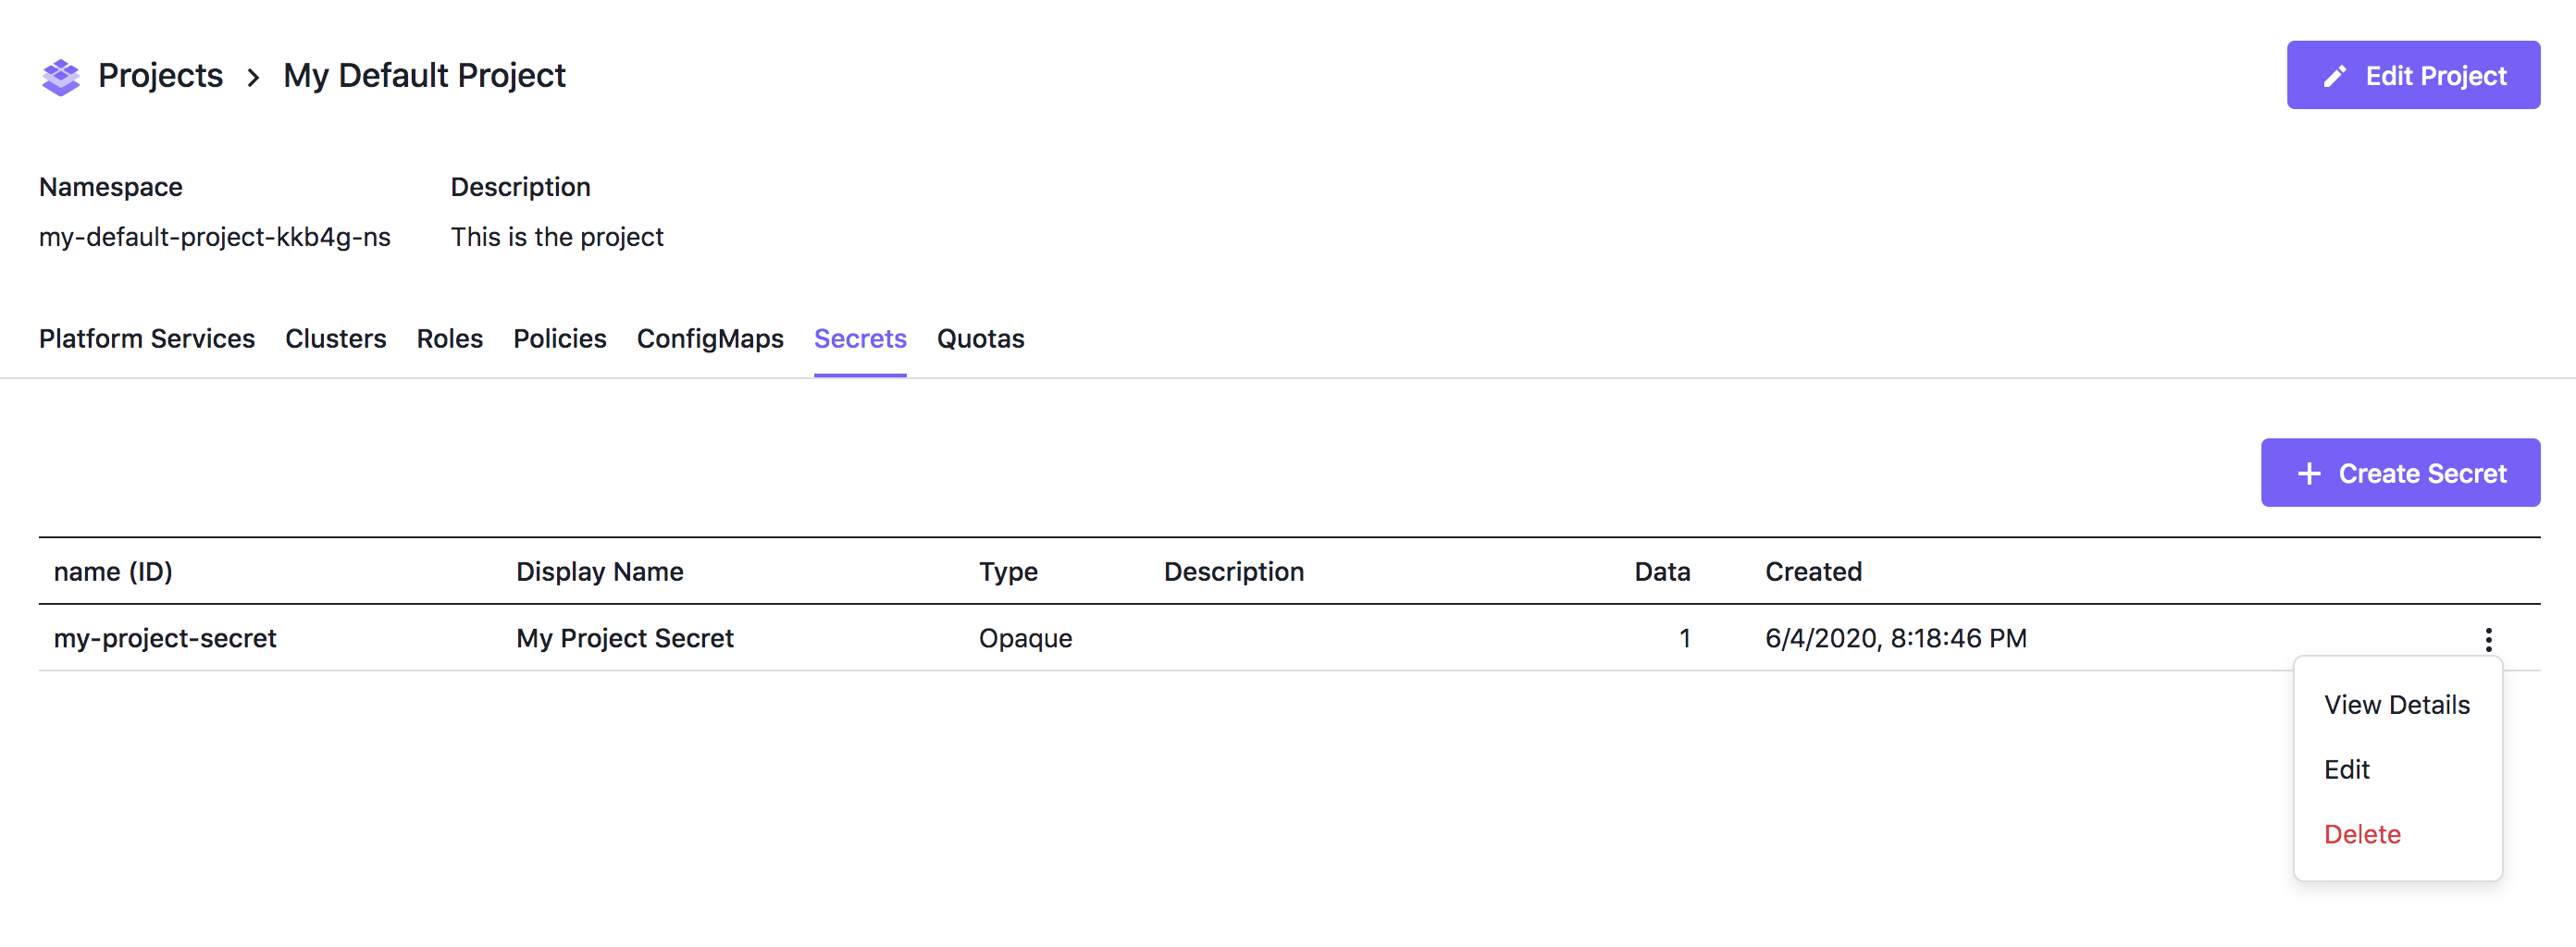 Projects > My Default Project
Edit Project
Namespace Description
my-default-project-kkb4g-ns This is the project
Platform Services Clusters Roles Policies ConfigMaps Secrets Quotas
+ Create Secret
name (ID) Display Name Type Description Data Created
my-project-secret My Project Secret Opaque 1 6/4/2020, 8:18:46 PM
View Details
Edit
Delete